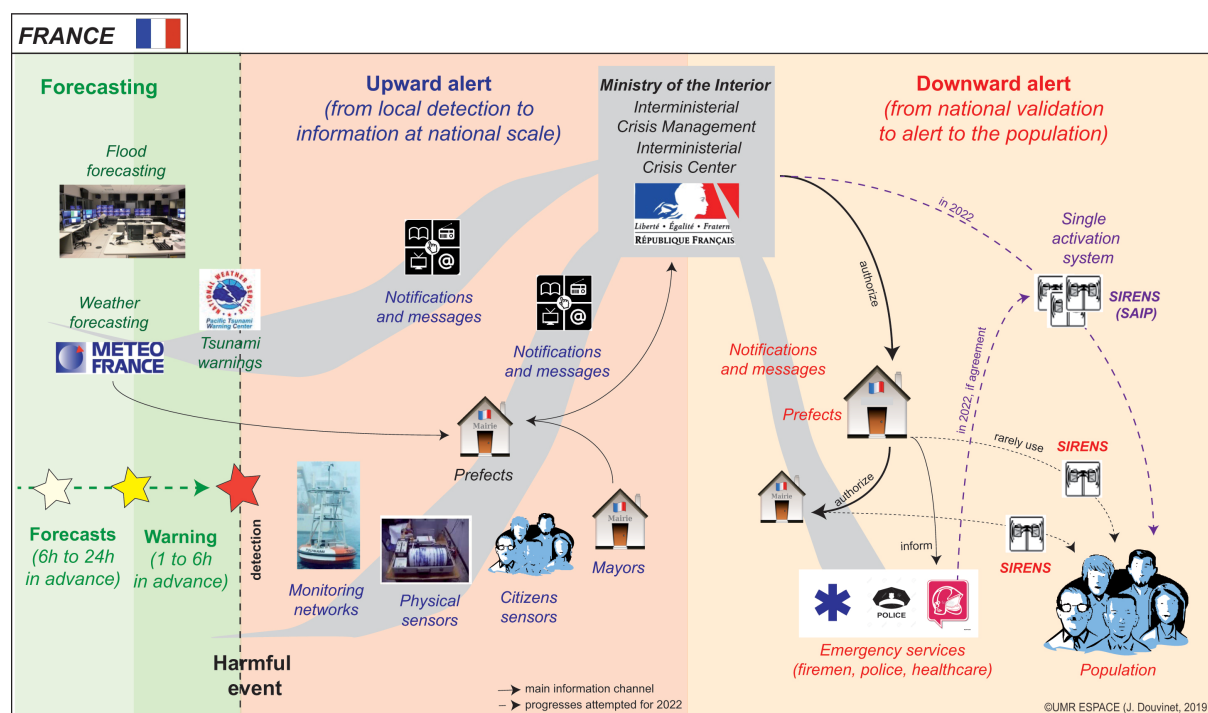 FRANCE
Forecasting
Flood
forecasting
Weather
forecasting
METEO
FRANCE
NATIONAL WEATHER SERVICE
Pacific Tsunami
Warning Center
Tsunami
warnings
Forecasts
(6h to 24h
in advance)
Warning
(1 to 6h
in advance)
detection
Harmful
event
Upward alert
(from local detection to
information at national scale)
@
Notifications
and messages
@
Notifications
and messages
Mairie
Prefects
Monitoring
networks
Physical
sensors
Citizens
sensors
Mairie
Mayors
main information channel
progresses attempted for 2022
Ministry of the Interior
Interministerial
Crisis Management
Interministerial
Crisis Center
Liberté • Égalité • Fratern
RÉPUBLIQUE FRANÇAIS
Downward alert
(from national validation
to alert to the population)
in 2022
Single
activation
system
SIRENS
(SAIP)
authorize
Notifications
and messages
Prefects
in 2022, if agreement
rarely use
SIRENS
Mairie
authorize
inform
SIRENS
POLICE
Emergency services
(firemen, police, healthcare)
Population
©UMR ESPACE (J. Douvinet, 2019